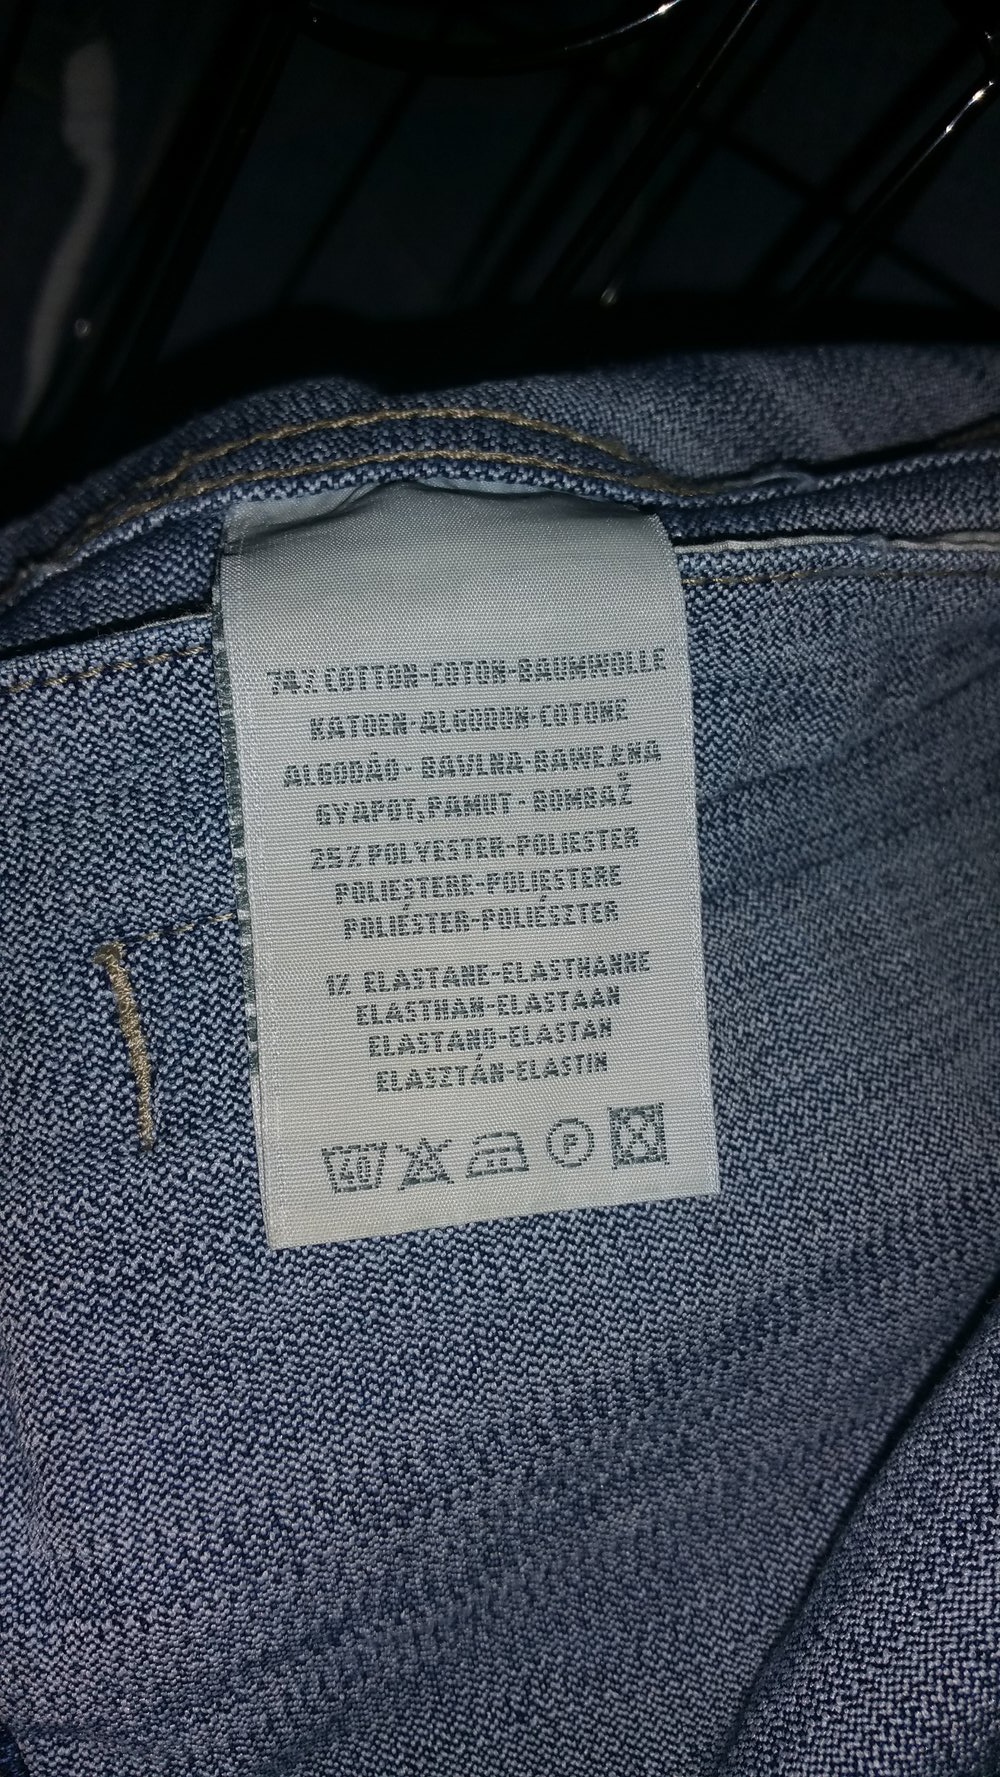 74% COTTON-COTON-BAUMWOLLE
KATOEN-ALGODON-COTONE
ALGODÃO-BAVLNA-BAWEŁNA
GYAPOT,PAMUT-BOMBAŽ
25% POLYESTER-POLIESTER
POLIESTERE-POLIESTERE
POLIÉSTER-POLIÉSZTER
1% ELASTANE-ELASTHANNE
ELASTHAN-ELASTAAN
ELASTANO-ELASTAN
ELASZTÁN-ELASTIN
40 P